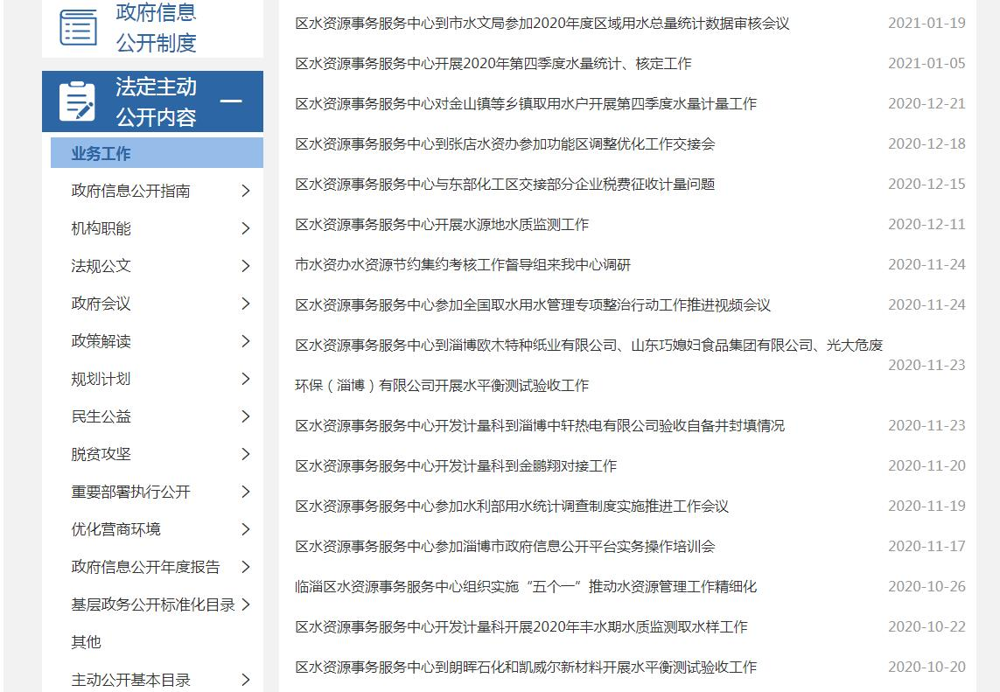 政府信息
公开制度
法定主动
公开内容
业务工作
政府信息公开指南
机构职能
法规公文
政府会议
政策解读
规划计划
民生公益
脱贫攻坚
重要部署执行公开
优化营商环境
政府信息公开年度报告
基层政务公开标准化目录
其他
主动公开基本目录
区水资源事务服务中心到市水文局参加2020年度区域用水总量统计数据审核会议 2021-01-19
区水资源事务服务中心开展2020年第四季度水量统计、核定工作 2021-01-05
区水资源事务服务中心对金山镇等乡镇取用水户开展第四季度水量计量工作 2020-12-21
区水资源事务服务中心到张店水资办参加功能区调整优化工作交接会 2020-12-18
区水资源事务服务中心与东部化工区交接部分企业税费征收计量问题 2020-12-15
区水资源事务服务中心开展水源地水质监测工作 2020-12-11
市水资办水资源节约集约考核工作督导组来我中心调研 2020-11-24
区水资源事务服务中心参加全国取水用水管理专项整治行动工作推进视频会议 2020-11-24
区水资源事务服务中心到淄博欧木特种纸业有限公司、山东巧媳妇食品集团有限公司、光大危废
环保（淄博）有限公司开展水平衡测试验收工作 2020-11-23
区水资源事务服务中心开发计量科到淄博中轩热电有限公司验收自备井封填情况 2020-11-23
区水资源事务服务中心开发计量科到金鹏翔对接工作 2020-11-20
区水资源事务服务中心参加水利部用水统计调查制度实施推进工作会议 2020-11-19
区水资源事务服务中心参加淄博市政府信息公开平台实务操作培训会 2020-11-17
临淄区水资源事务服务中心组织实施“五个一”推动水资源管理工作精细化 2020-10-26
区水资源事务服务中心开发计量科开展2020年丰水期水质监测取水样工作 2020-10-22
区水资源事务服务中心到朗晖石化和凯威尔新材料开展水平衡测试验收工作 2020-10-20